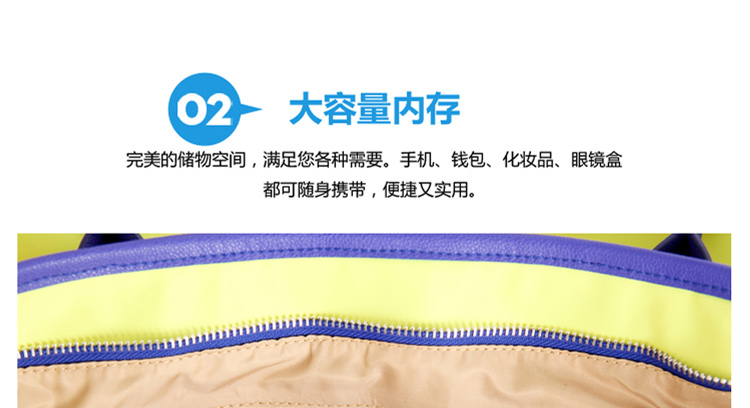 02 大容量内存
完美的储物空间，满足您各种需要。手机、钱包、化妆品、眼镜盒
都可随身携带，便捷又实用。